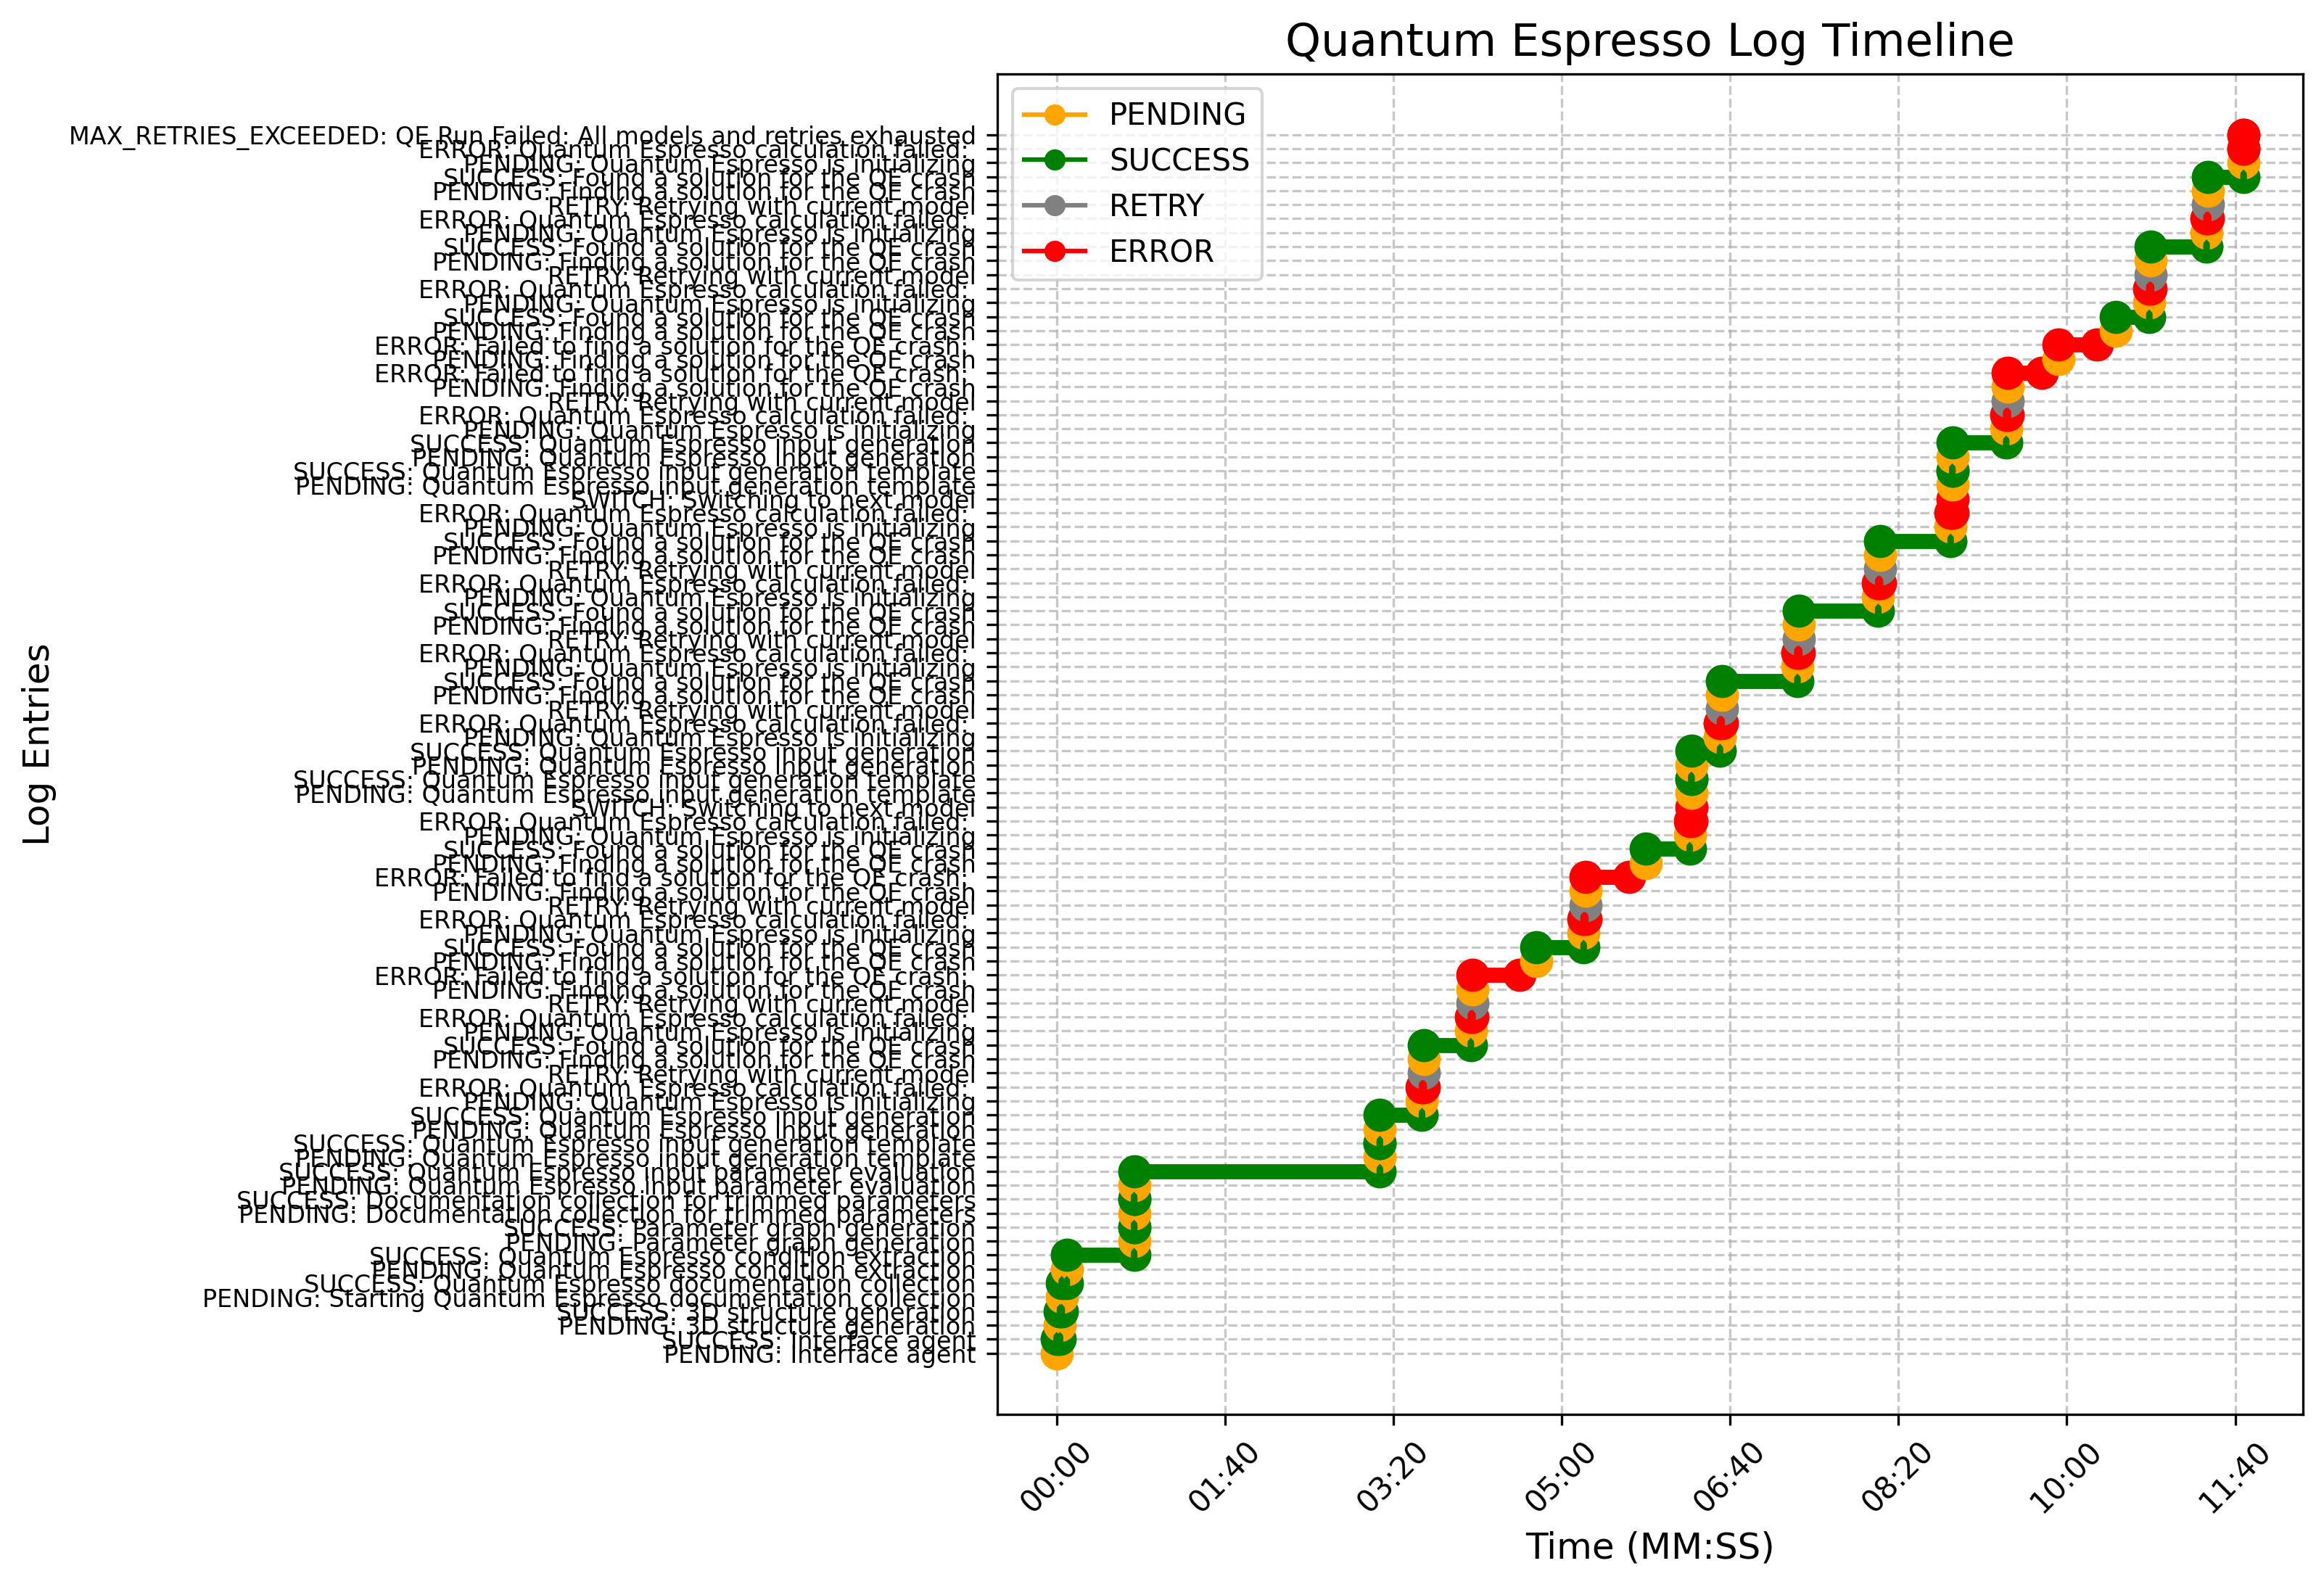 Quantum Espresso Log Timeline
PENDING
SUCCESS
RETRY
ERROR
Log Entries
MAX_RETRIES_EXCEEDED: QE Run Failed: All models and retries exhausted
ERROR: Quantum Espresso calculation failed:
PENDING: Quantum Espresso is initializing
SUCCESS: Found a solution for the QE crash
PENDING: Finding a solution for the QE crash
RETRY: Retrying with current model
ERROR: Quantum Espresso calculation failed:
PENDING: Quantum Espresso is initializing
SUCCESS: Found a solution for the QE crash
PENDING: Finding a solution for the QE crash
RETRY: Retrying with current model
ERROR: Quantum Espresso calculation failed:
PENDING: Quantum Espresso is initializing
SUCCESS: Found a solution for the QE crash
PENDING: Finding a solution for the QE crash
ERROR: Failed to find a solution for the QE crash:
PENDING: Finding a solution for the QE crash
ERROR: Failed to find a solution for the QE crash:
PENDING: Finding a solution for the QE crash
RETRY: Retrying with current model
ERROR: Quantum Espresso calculation failed:
PENDING: Quantum Espresso is initializing
SUCCESS: Quantum Espresso input generation
PENDING: Quantum Espresso input generation
SUCCESS: Quantum Espresso input generation template
PENDING: Quantum Espresso input generation template
SWITCH: Switching to next model
ERROR: Quantum Espresso calculation failed:
PENDING: Quantum Espresso is initializing
SUCCESS: Found a solution for the QE crash
PENDING: Finding a solution for the QE crash
RETRY: Retrying with current model
ERROR: Quantum Espresso calculation failed:
PENDING: Quantum Espresso is initializing
SUCCESS: Found a solution for the QE crash
PENDING: Finding a solution for the QE crash
RETRY: Retrying with current model
ERROR: Quantum Espresso calculation failed:
PENDING: Quantum Espresso is initializing
SUCCESS: Found a solution for the QE crash
PENDING: Finding a solution for the QE crash
RETRY: Retrying with current model
ERROR: Quantum Espresso calculation failed:
PENDING: Quantum Espresso is initializing
SUCCESS: Quantum Espresso input generation
PENDING: Quantum Espresso input generation
SUCCESS: Quantum Espresso input generation template
PENDING: Quantum Espresso input generation template
SWITCH: Switching to next model
ERROR: Quantum Espresso calculation failed:
PENDING: Quantum Espresso is initializing
SUCCESS: Found a solution for the QE crash
PENDING: Finding a solution for the QE crash
ERROR: Failed to find a solution for the QE crash:
PENDING: Finding a solution for the QE crash
RETRY: Retrying with current model
ERROR: Quantum Espresso calculation failed:
PENDING: Quantum Espresso is initializing
SUCCESS: Found a solution for the QE crash
PENDING: Finding a solution for the QE crash
ERROR: Failed to find a solution for the QE crash:
PENDING: Finding a solution for the QE crash
RETRY: Retrying with current model
ERROR: Quantum Espresso calculation failed:
PENDING: Quantum Espresso is initializing
SUCCESS: Found a solution for the QE crash
PENDING: Finding a solution for the QE crash
RETRY: Retrying with current model
ERROR: Quantum Espresso calculation failed:
PENDING: Quantum Espresso is initializing
SUCCESS: Quantum Espresso input generation
PENDING: Quantum Espresso input generation
SUCCESS: Quantum Espresso input generation template
PENDING: Quantum Espresso input generation template
SUCCESS: Quantum Espresso input parameter evaluation
PENDING: Quantum Espresso input parameter evaluation
SUCCESS: Documentation collection for trimmed parameters
PENDING: Documentation collection for trimmed parameters
SUCCESS: Parameter graph generation
PENDING: Parameter graph generation
SUCCESS: Quantum Espresso condition extraction
PENDING: Quantum Espresso condition extraction
SUCCESS: Quantum Espresso documentation collection
PENDING: Starting Quantum Espresso documentation collection
SUCCESS: 3D structure generation
PENDING: 3D structure generation
SUCCESS: Interface agent
PENDING: Interface agent
00:00
01:40
03:20
05:00
06:40
08:20
10:00
11:40
Time (MM:SS)